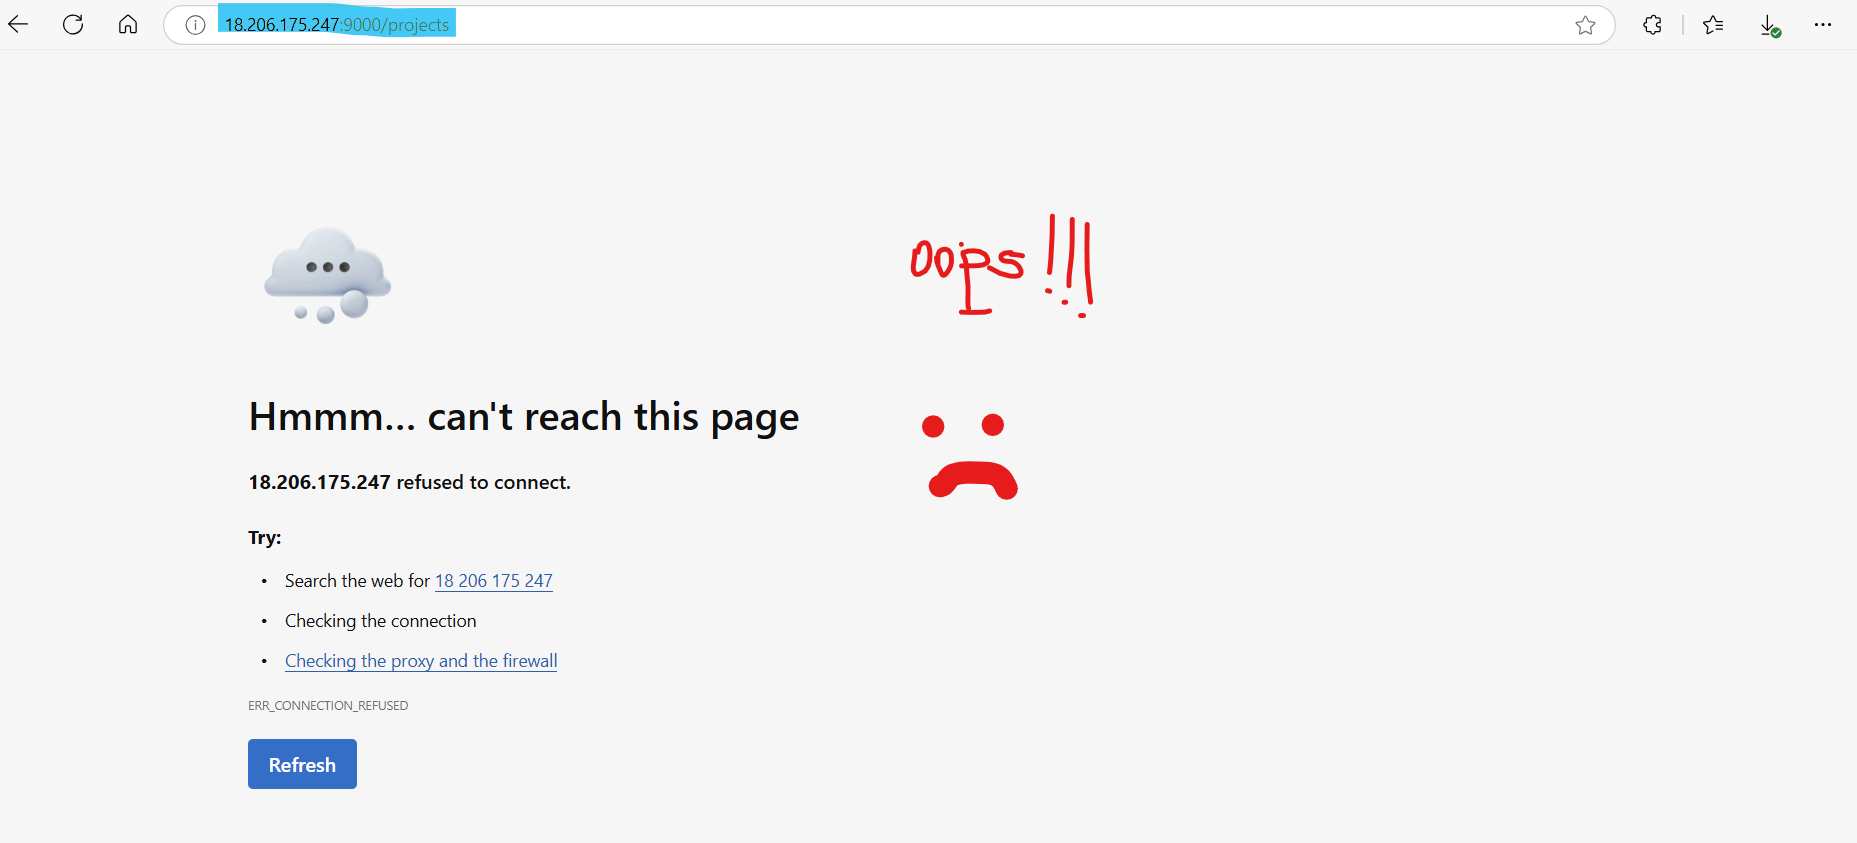 18.206.175.247:9000/projects
oops !!!
Hmmm... can't reach this page
18.206.175.247 refused to connect.
Try:
• Search the web for 18 206 175 247
• Checking the connection
• Checking the proxy and the firewall
ERR_CONNECTION_REFUSED
Refresh